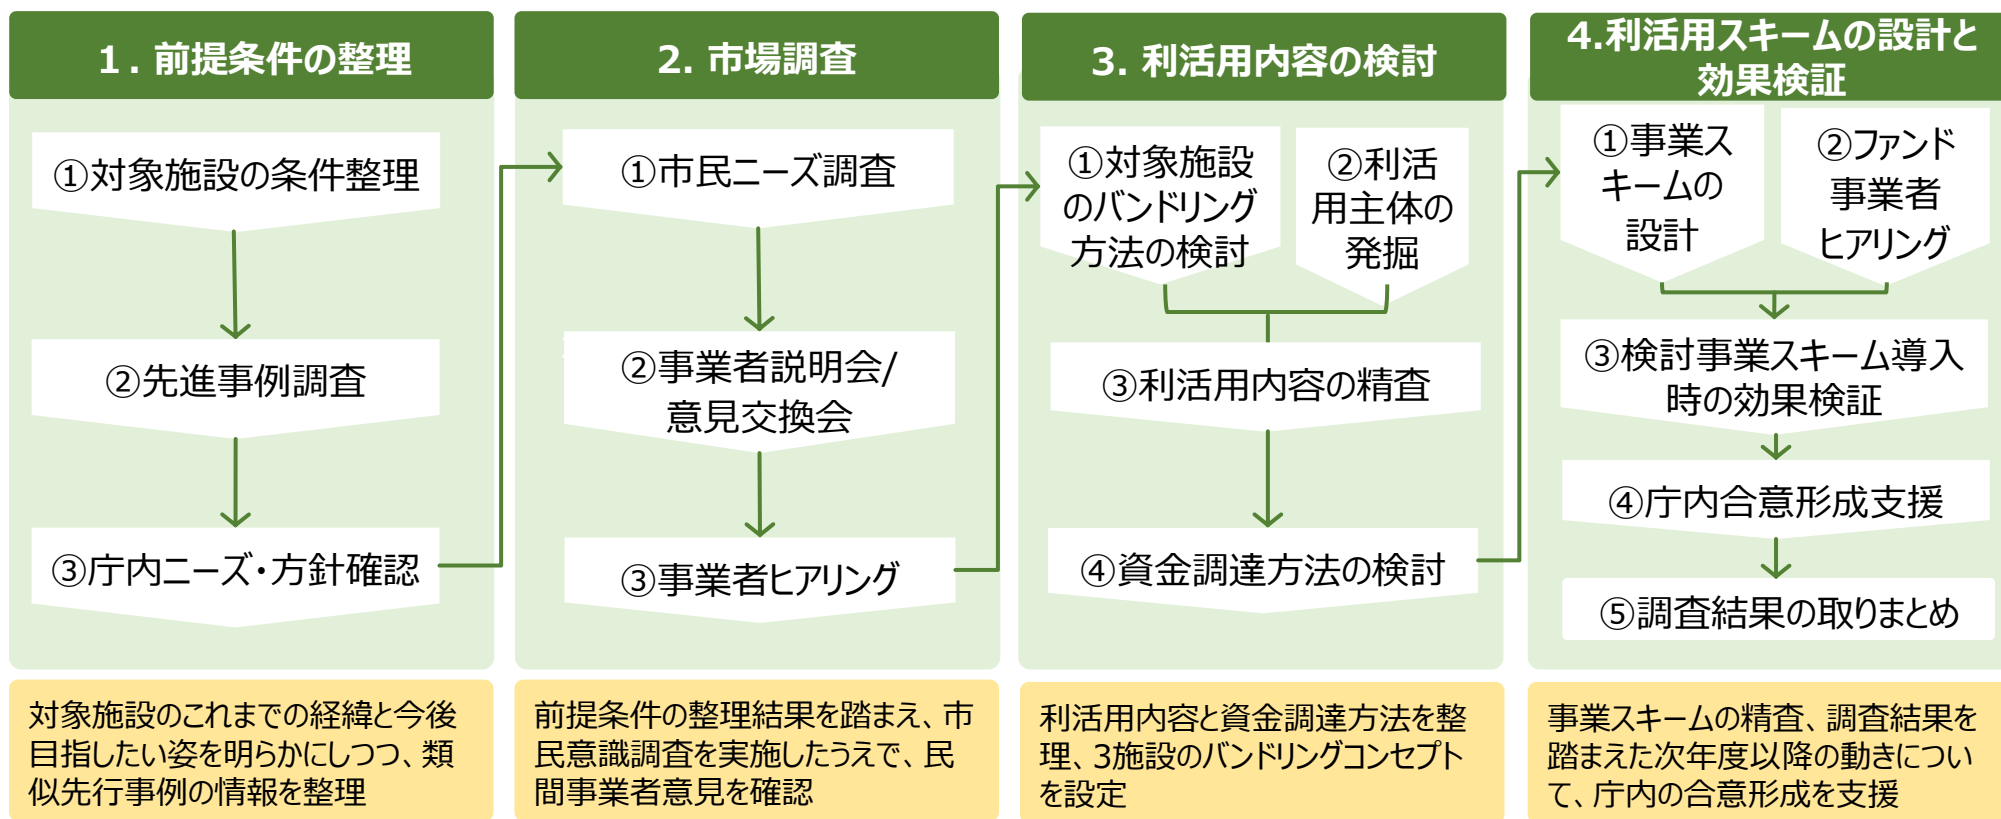 1. 前提条件の整理
①対象施設の条件整理
②先進事例調査
③庁内ニーズ・方針確認
対象施設のこれまでの経緯と今後
目指したい姿を明らかにしつつ、類
似先行事例の情報を整理
2. 市場調査
①市民ニーズ調査
②事業者説明会/
意見交換会
③事業者ヒアリング
前提条件の整理結果を踏まえ、市
民意識調査を実施したうえで、民
間事業者意見を確認
3. 利活用内容の検討
①対象施設
のバンドリング
方法の検討
②利活
用主体の
発掘
③利活用内容の精査
④資金調達方法の検討
利活用内容と資金調達方法を整
理、3施設のバンドリングコンセプト
を設定
4.利活用スキームの設計と
効果検証
①事業ス
キームの
設計
②ファンド
事業者
ヒアリング
③検討事業スキーム導入
時の効果検証
④庁内合意形成支援
⑤調査結果の取りまとめ
事業スキームの精査、調査結果を
踏まえた次年度以降の動きについ
て、庁内の合意形成を支援